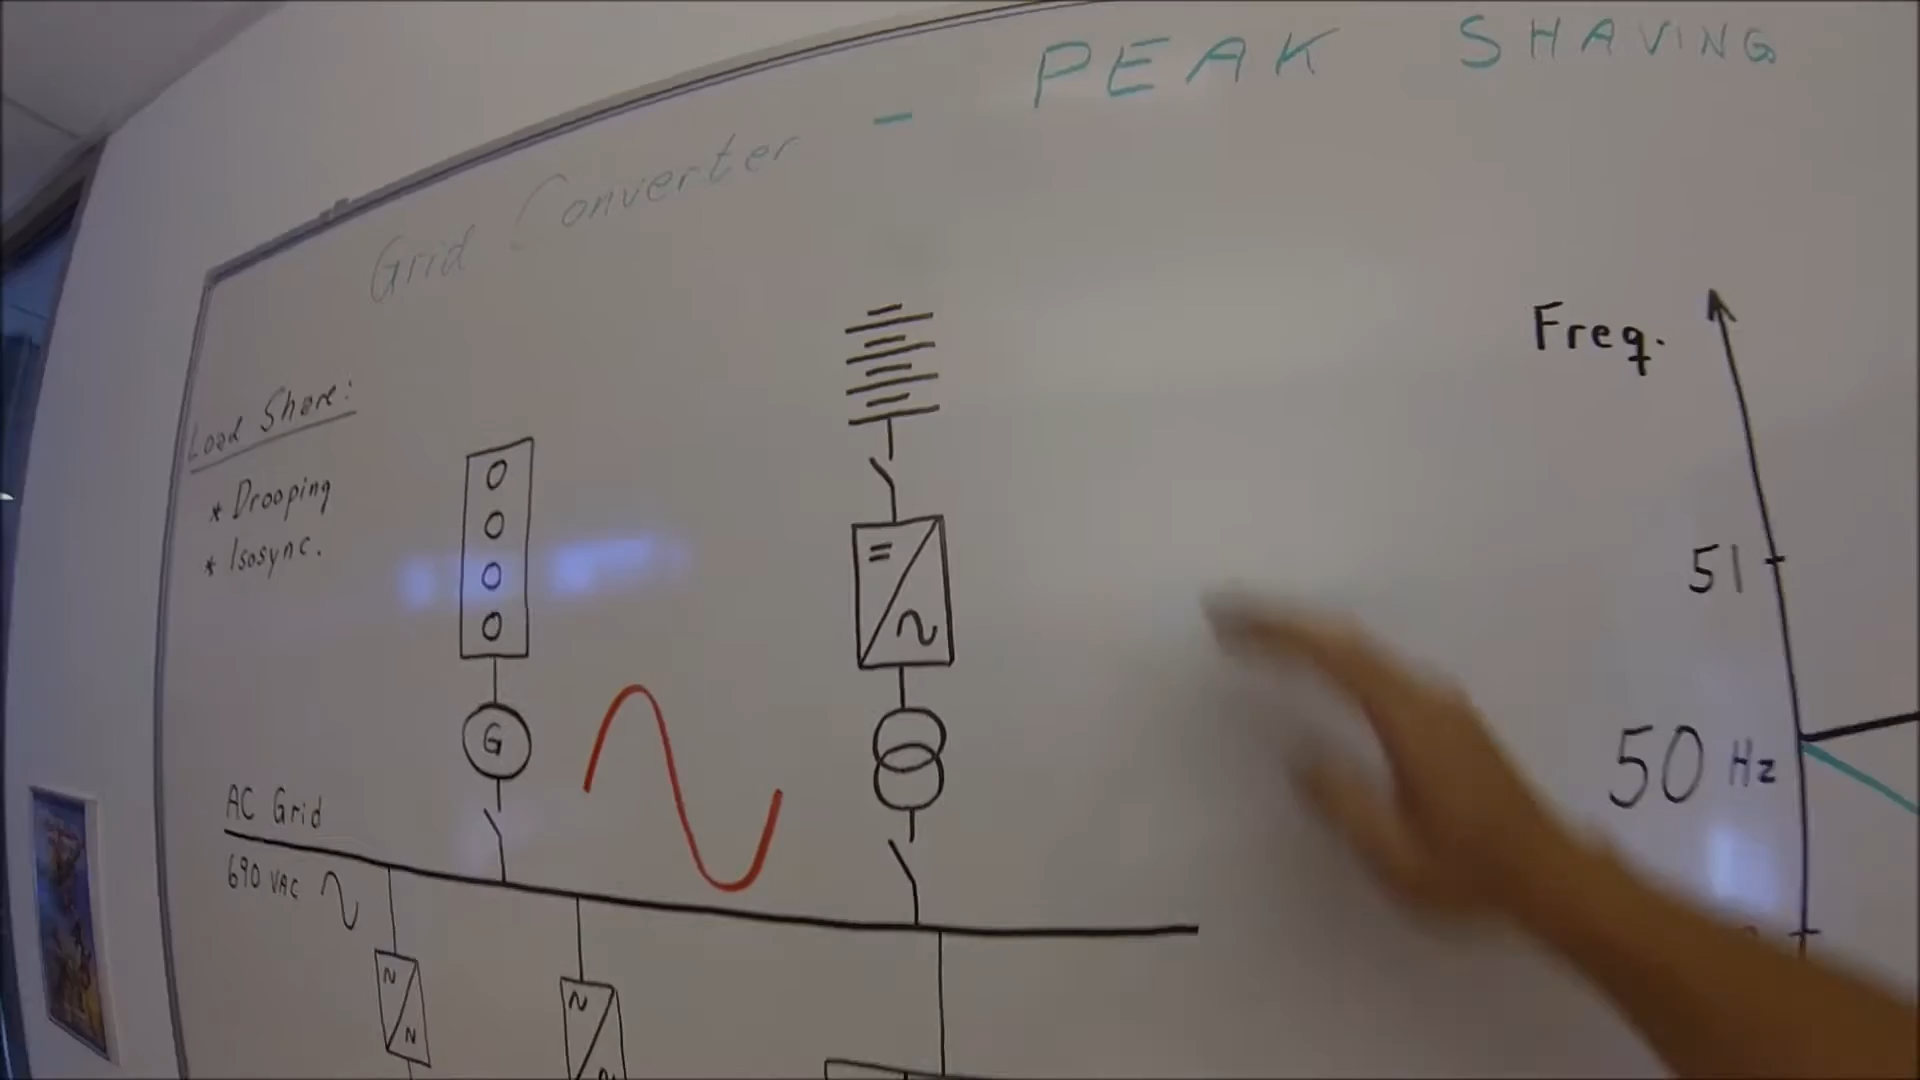 Grid Converter - PEAK SHAVING
Load Share:
* Drooping
* Isosync.
G
AC Grid
690 VAC
Freq.
51
50 Hz